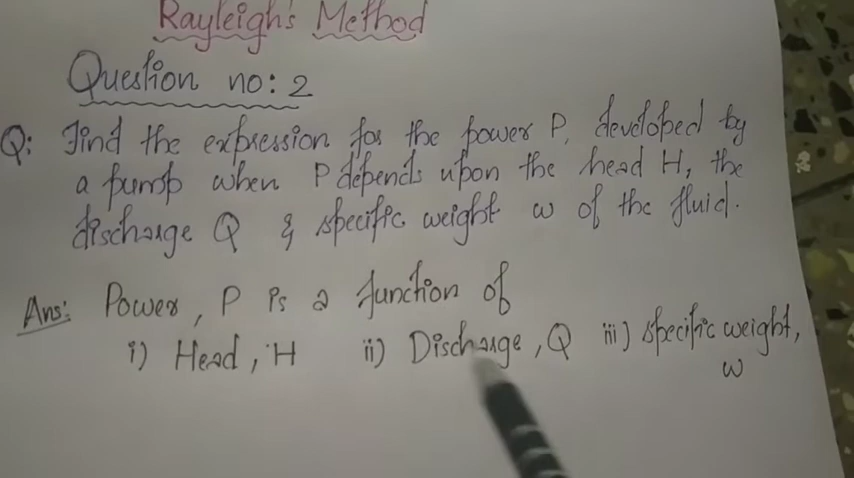 Rayleigh's Method
Question no: 2
Q: Find the expression for the power P, developed by
a pump when P depends upon the head H, the
discharge Q & specific weight w of the fluid.
Ans: Power, P is a function of
i) Head, H ii) Discharge, Q iii) specific weight,
w